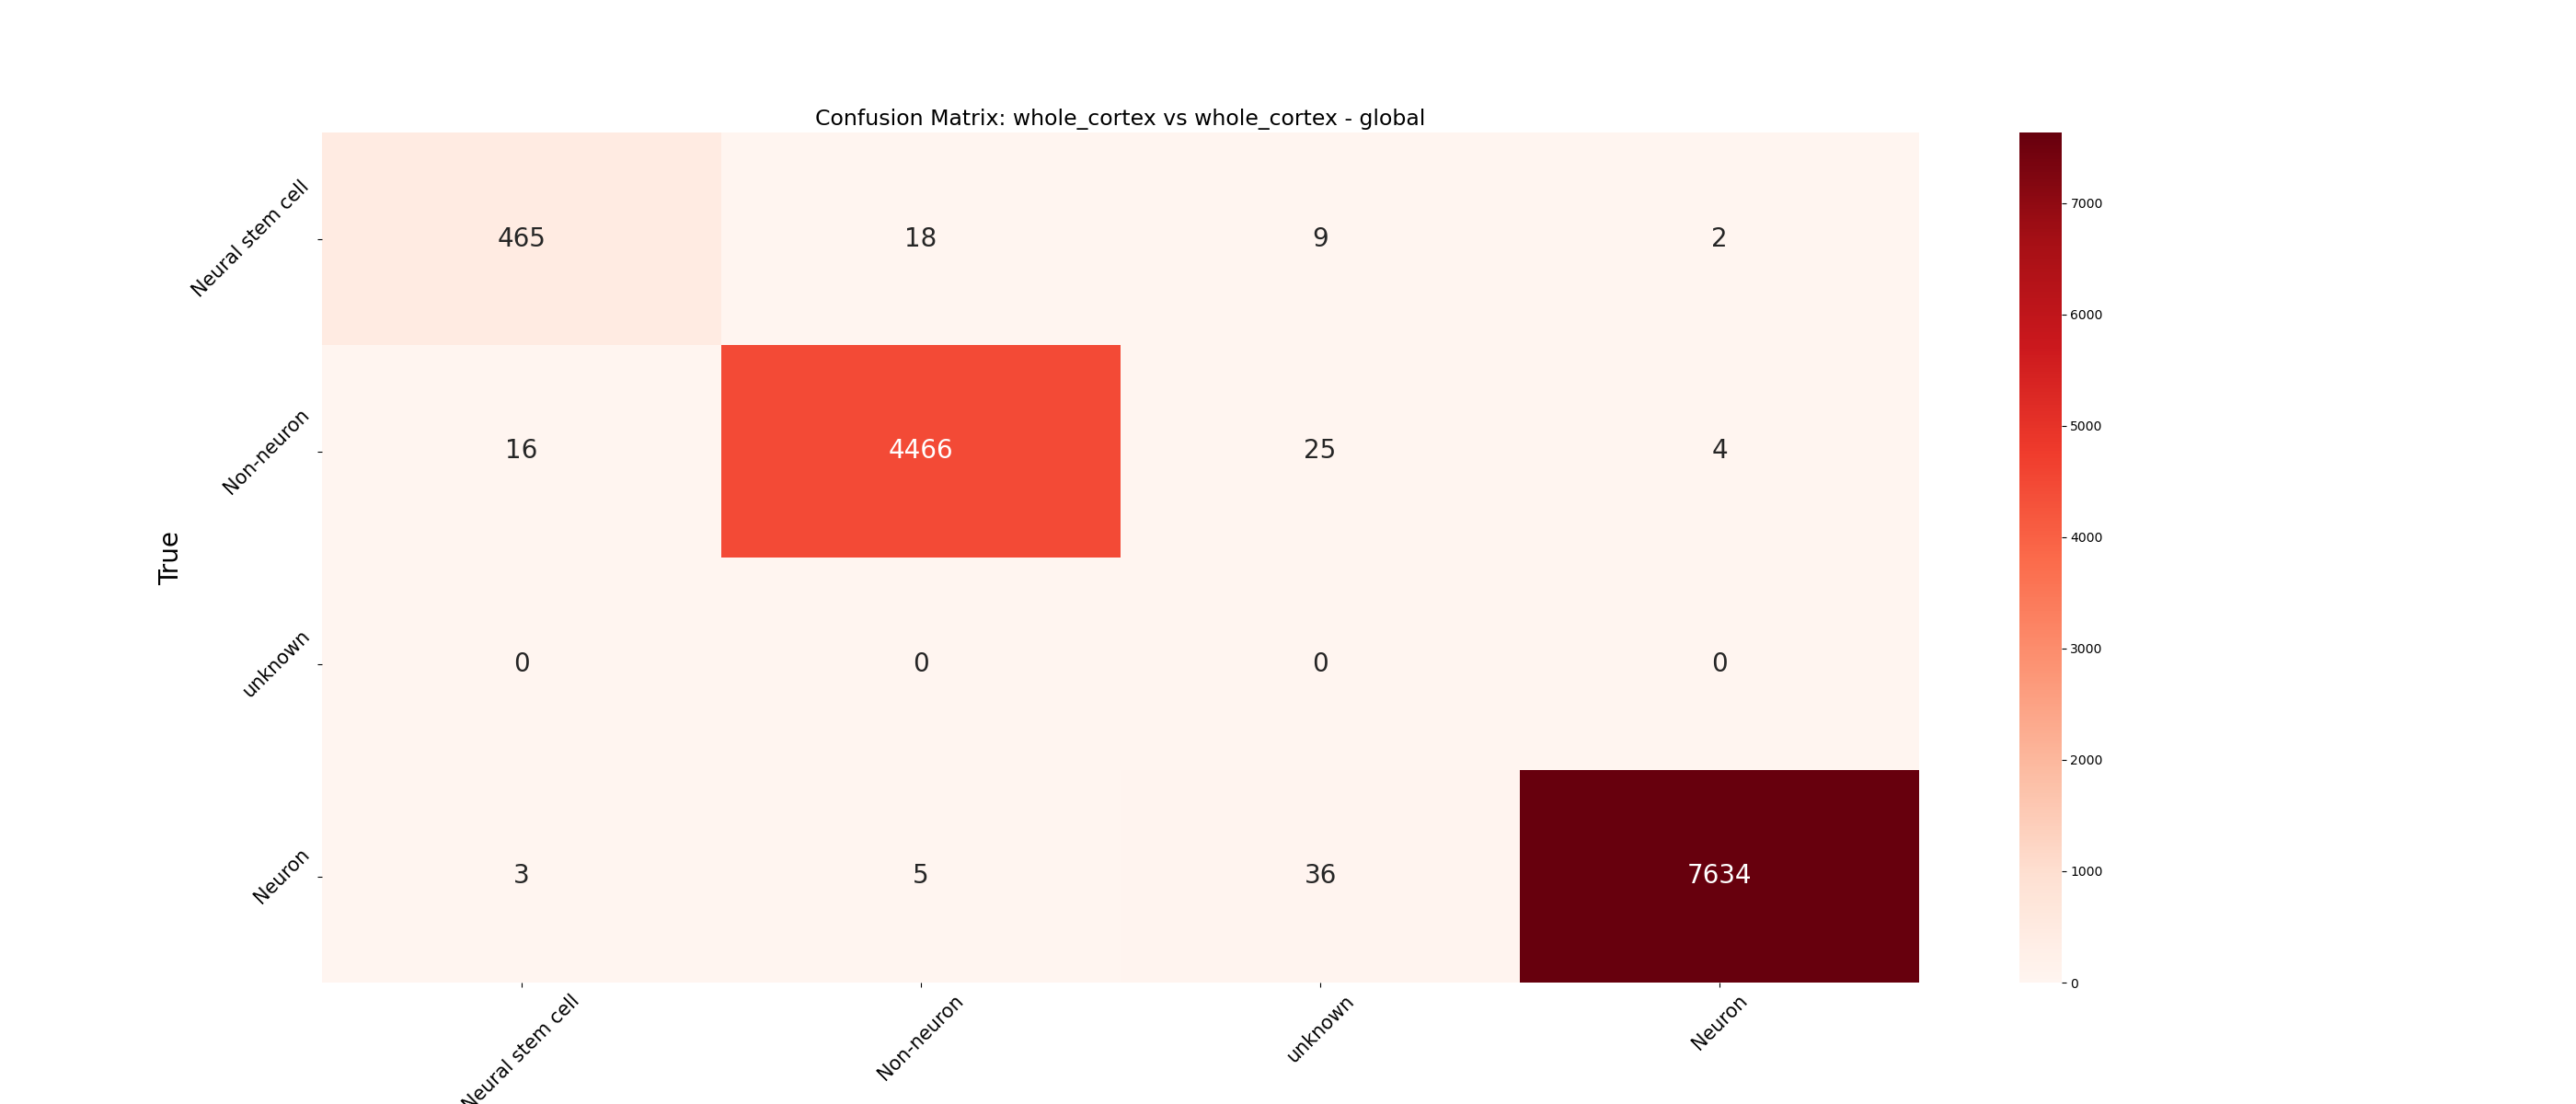 Confusion Matrix: whole_cortex vs whole_cortex - global
True
Neural stem cell
465 18 9 2
Non-neuron
16 4466 25 4
unknown
0 0 0 0
Neuron
3 5 36 7634
Neural stem cell Non-neuron unknown Neuron
7000
6000
5000
4000
3000
2000
1000
0